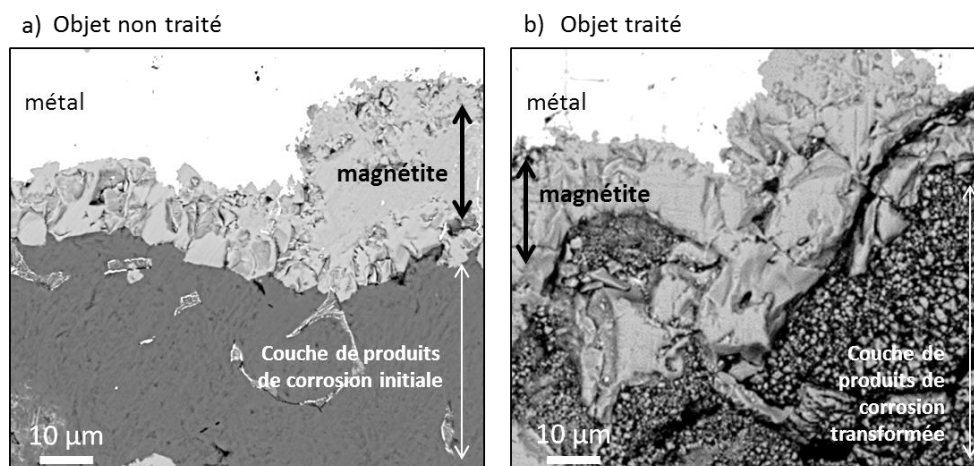 a) Objet non traité
b) Objet traité
métal
magnétite
Couche de produits
de corrosion initiale
10 µm
métal
magnétite
Couche de
produits de
corrosion
transformée
10 µm